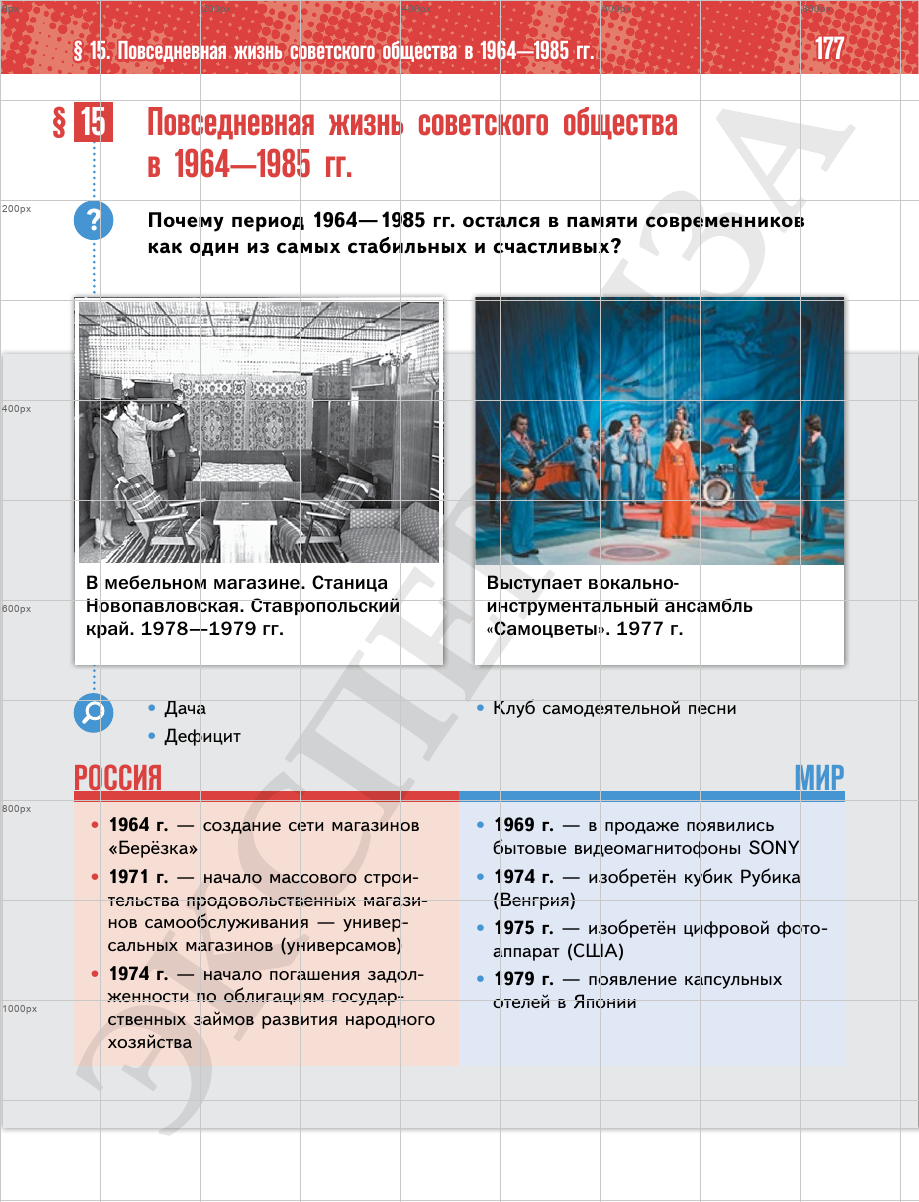 § 15. Повседневная жизнь советского общества в 1964—1985 гг.
177
§ 15
Повседневная жизнь советского общества
в 1964—1985 гг.
?
Почему период 1964—1985 гг. остался в памяти современников
как один из самых стабильных и счастливых?
В мебельном магазине. Станица
Новопавловская. Ставропольский
край. 1978—1979 гг.
Выступает вокально-
инструментальный ансамбль
«Самоцветы». 1977 г.
• Дача
• Дефицит
• Клуб самодеятельной песни
РОССИЯ
• 1964 г. — создание сети магазинов
«Берёзка»
• 1971 г. — начало массового строи-
тельства продовольственных магази-
нов самообслуживания — универ-
сальных магазинов (универсамов)
• 1974 г. — начало погашения задол-
женности по облигациям государ-
ственных займов развития народного
хозяйства
МИР
• 1969 г. — в продаже появились
бытовые видеомагнитофоны SONY
• 1974 г. — изобретён кубик Рубика
(Венгрия)
• 1975 г. — изобретён цифровой фото-
аппарат (США)
• 1979 г. — появление капсульных
отелей в Японии
ЭКСПЕРТИЗА
200px
400px
600px
800px
1000px